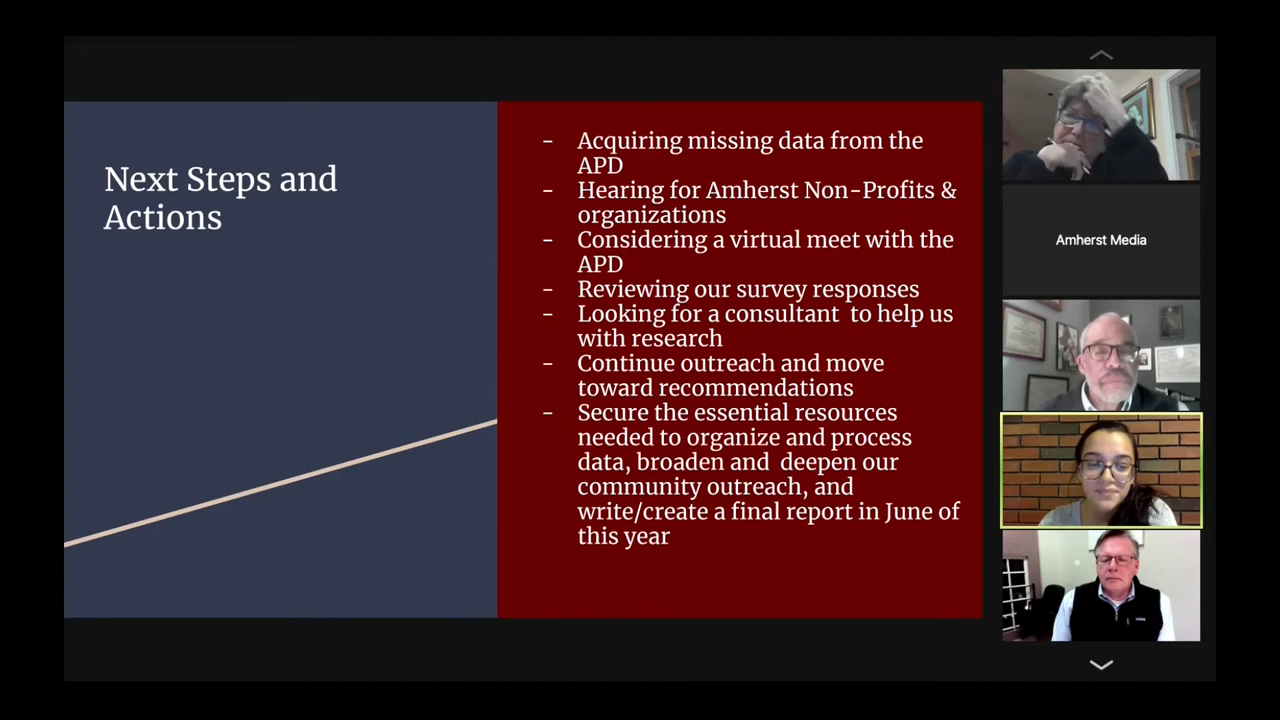 Next Steps and
Actions
- Acquiring missing data from the
APD
- Hearing for Amherst Non-Profits &
organizations
- Considering a virtual meet with the
APD
- Reviewing our survey responses
- Looking for a consultant  to help us
with research
- Continue outreach and move
toward recommendations
- Secure the essential resources
needed to organize and process
data, broaden and  deepen our
community outreach, and
write/create a final report in June of
this year
Amherst Media